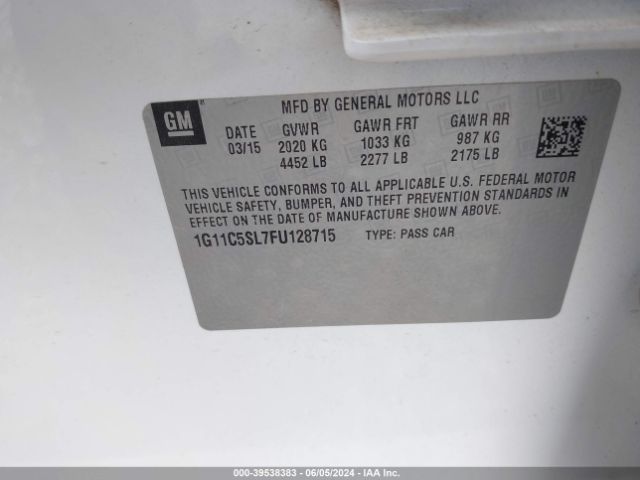 GM
MFD BY GENERAL MOTORS LLC
DATE GVWR GAWR FRT GAWR RR
03/15 2020 KG 1033 KG 987 KG
4452 LB 2277 LB 2175 LB
THIS VEHICLE CONFORMS TO ALL APPLICABLE U.S. FEDERAL MOTOR
VEHICLE SAFETY, BUMPER, AND THEFT PREVENTION STANDARDS IN
EFFECT ON THE DATE OF MANUFACTURE SHOWN ABOVE.
1G11C5SL7FU128715 TYPE: PASS CAR
000-39538383 - 06/05/2024 - IAA Inc.